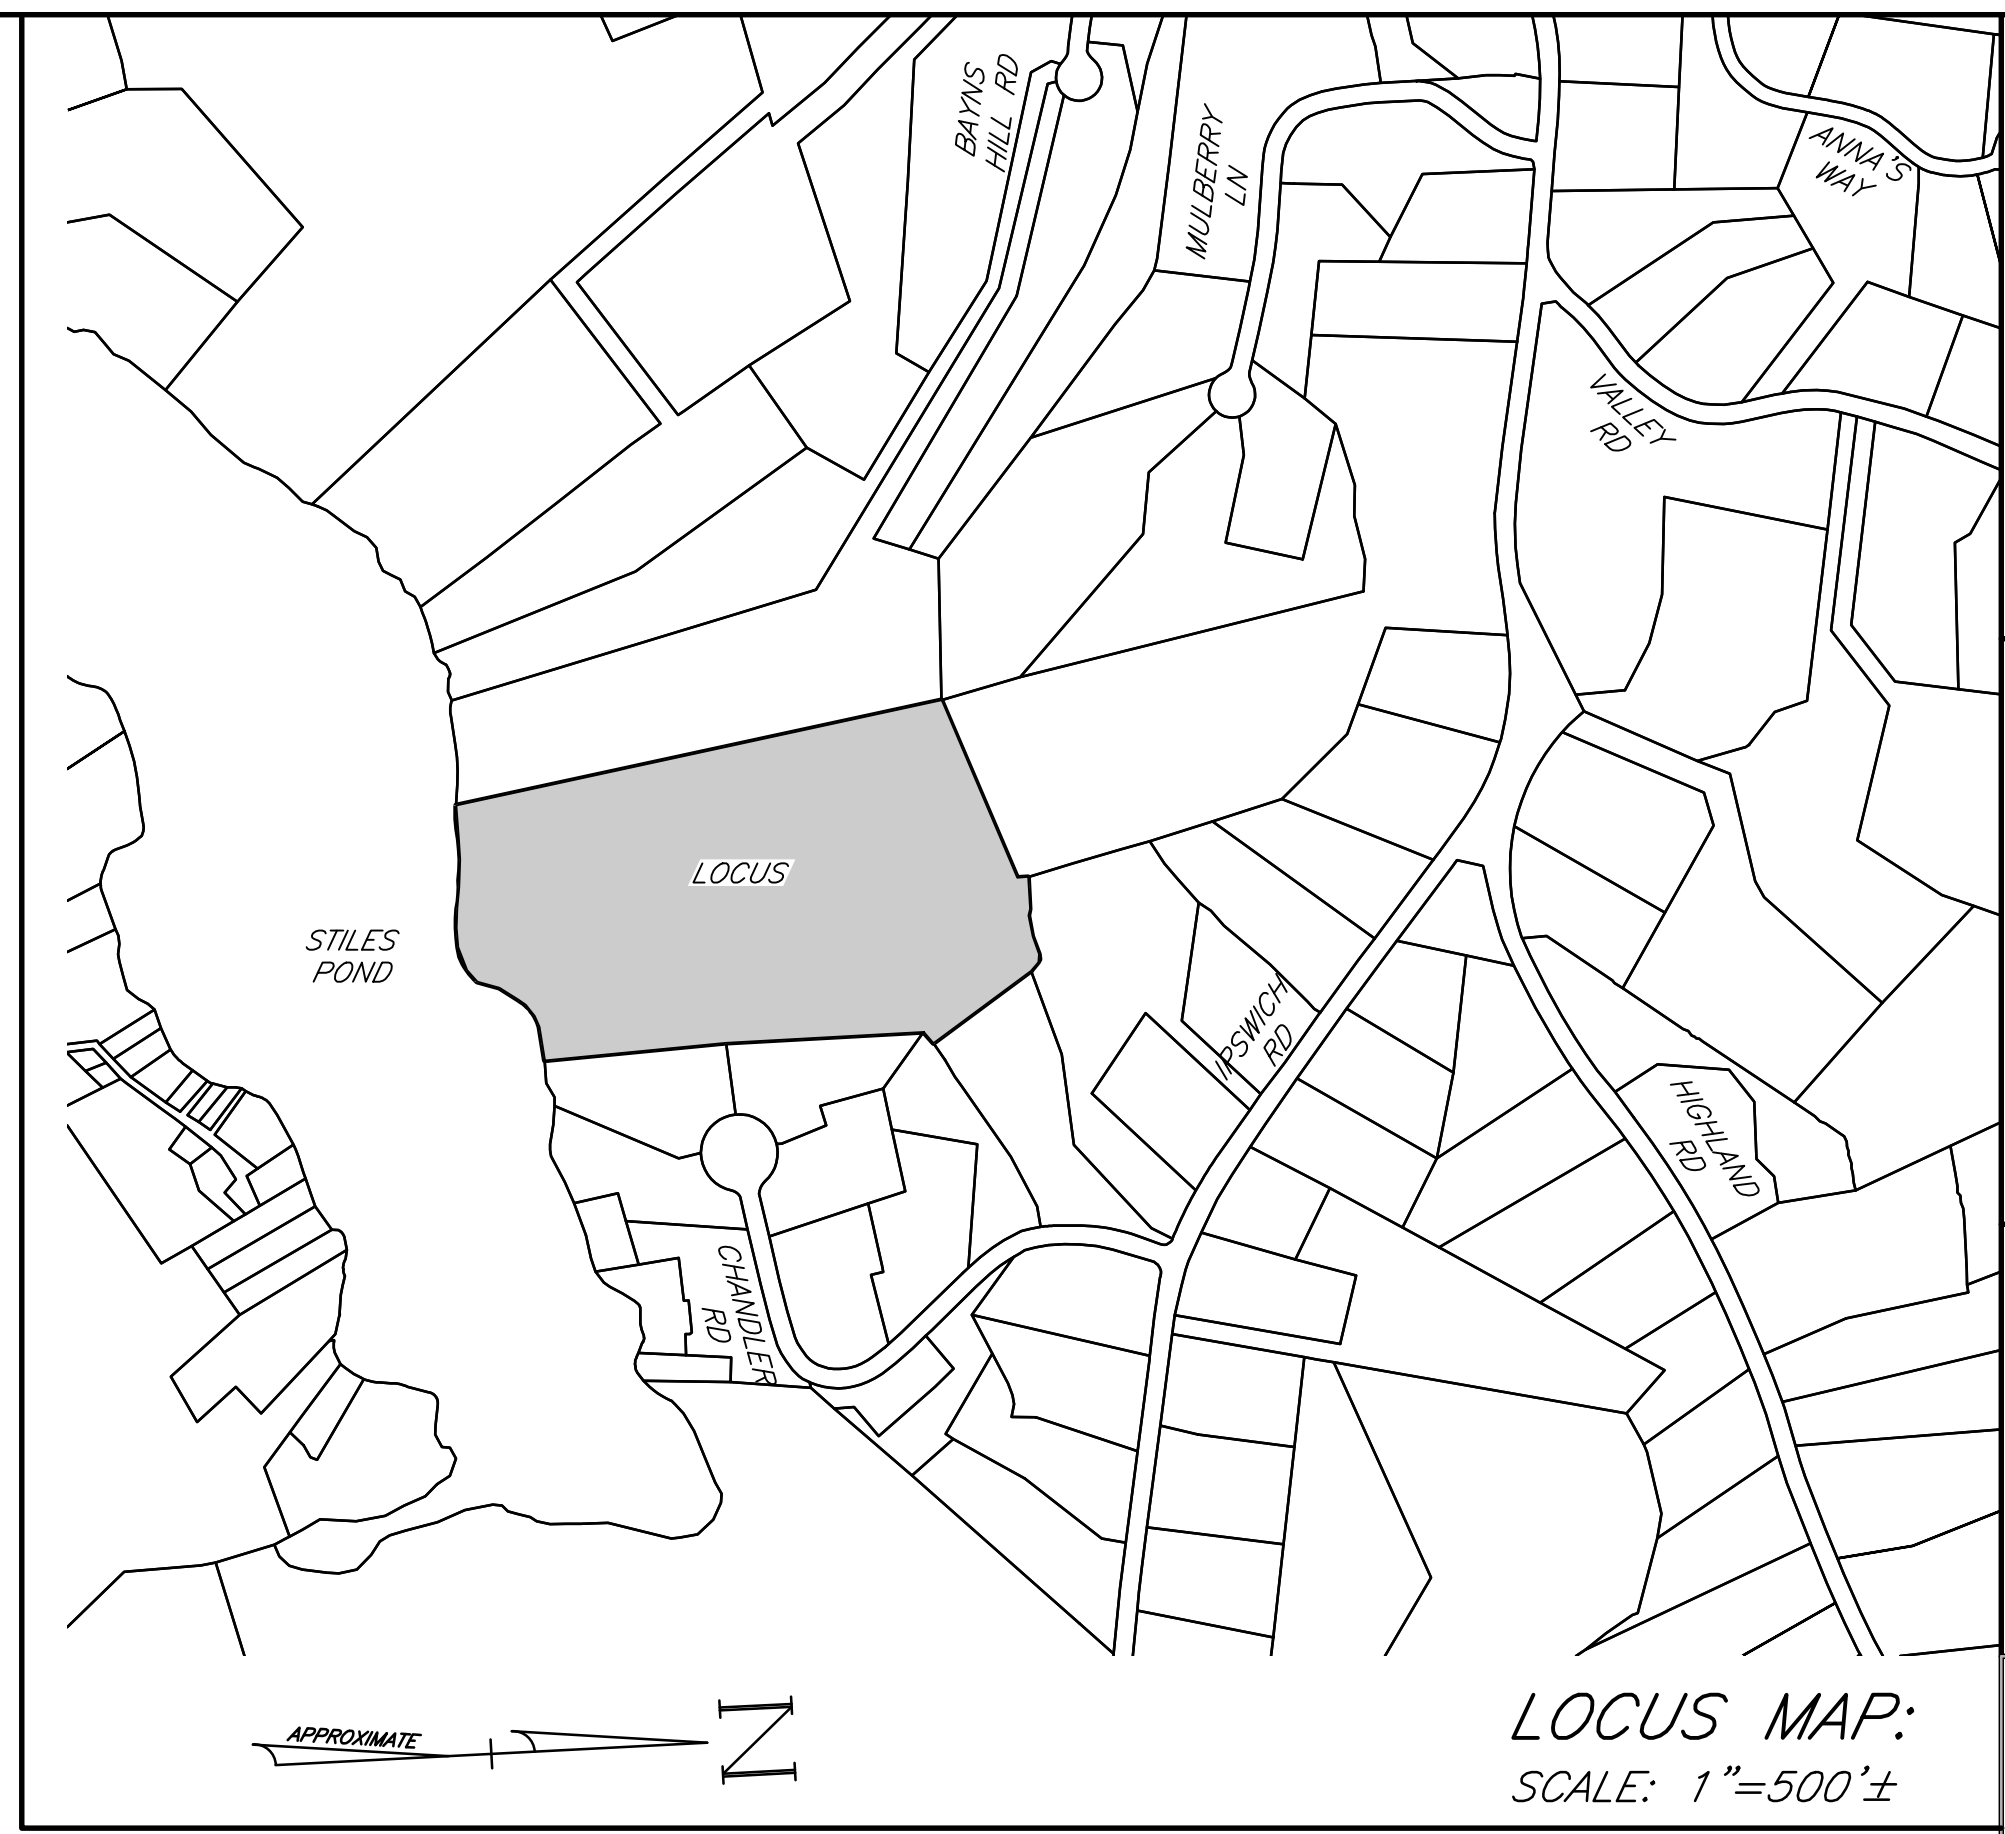 BAYNS
HILL RD
MULBERRY
LN
ANNA'S
WAY
VALLEY
RD
LOCUS
STILES
POND
IPSWICH
RD
HIGHLAND
RD
CHANDLER
RD
APPROXIMATE
N
LOCUS MAP:
SCALE: 1"=500'±